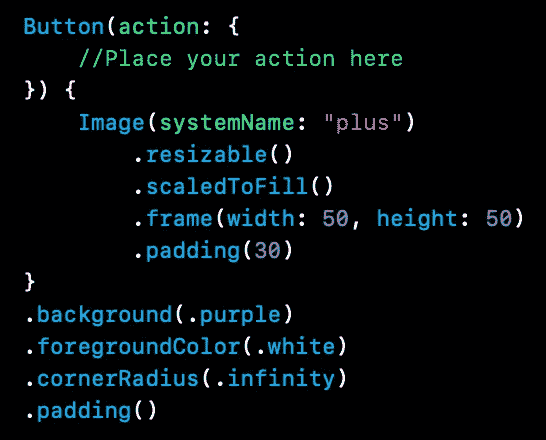 Button(action: {
    //Place your action here
}) {
    Image(systemName: "plus")
        .resizable()
        .scaledToFill()
        .frame(width: 50, height: 50)
        .padding(30)
}
.background(.purple)
.foregroundColor(.white)
.cornerRadius(.infinity)
.padding()